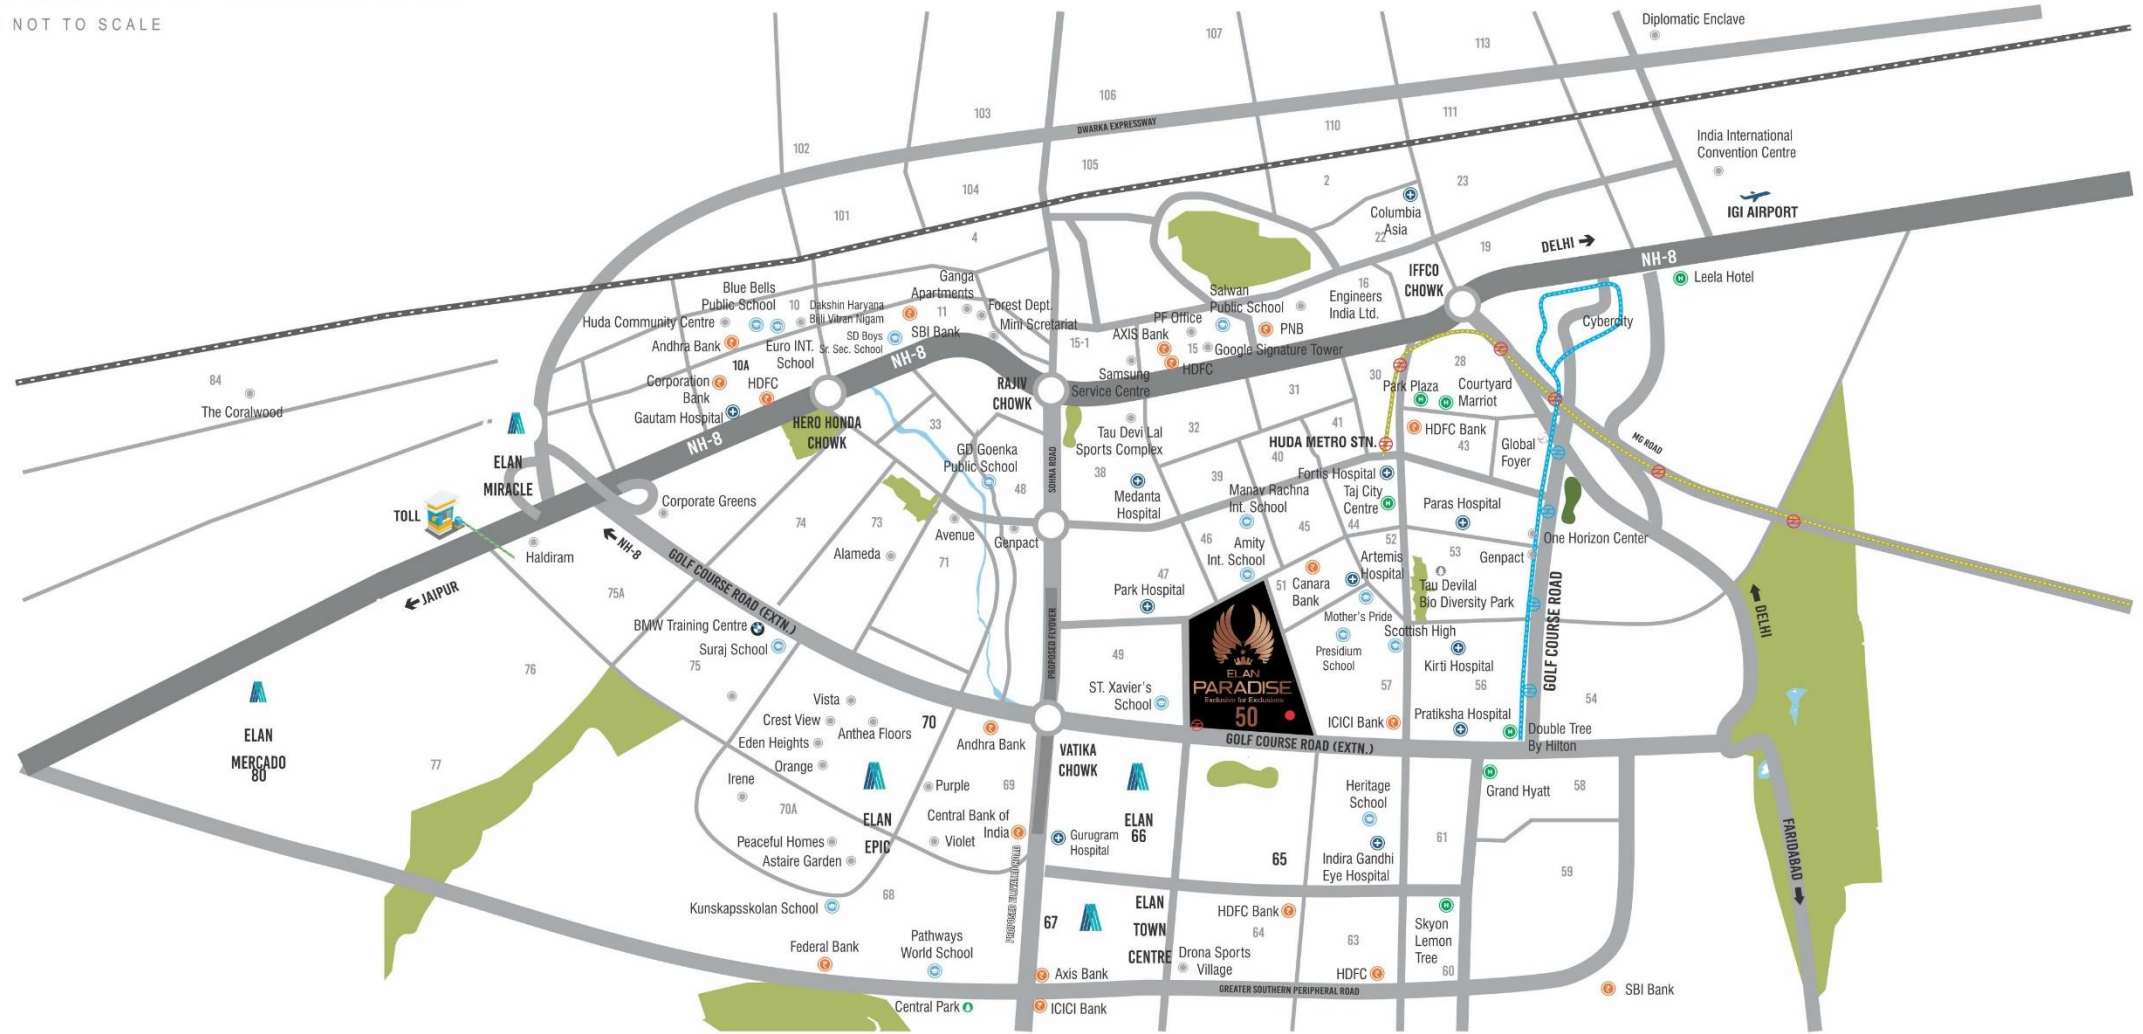 NOT TO SCALE
Diplomatic Enclave
107
113
106
103
111
110
DWARKA EXPRESSWAY
102
105
India International
Convention Centre
2
23
104
101
IGI AIRPORT
Columbia
Asia
22
4
19
DELHI
NH-8
IFFCO
CHOWK
Leela Hotel
Ganga
Apartments
16
Blue Bells
Public School
10
Dakshin Haryana
Bijli Vitran Nigam
11
Forest Dept.
Mini Scretariat
Salwan
Public School
Engineers
India Ltd.
Huda Community Centre
SD Boys
Sr. Sec. School
SBI Bank
PF Office
AXIS Bank
PNB
Cybercity
Andhra Bank
Euro INT.
School
NH-8
15-1
15
Google Signature Tower
10A
HDFC
28
Corporation
Bank
HDFC
RAJIV
CHOWK
Samsung
Service Centre
30
Park Plaza
Courtyard
Marriot
31
84
The Coralwood
Gautam Hospital
HERO HONDA
CHOWK
33
32
41
HDFC Bank
43
NH-8
Tau Devi Lal
Sports Complex
HUDA METRO STN.
Global
Foyer
MG ROAD
ELAN
MIRACLE
GD Goenka
Public School
SOHNA ROAD
38
40
39
Fortis Hospital
48
Medanta
Hospital
Manav Rachna
Int. School
Taj City
Centre
Paras Hospital
TOLL
Corporate Greens
74
73
Avenue
Genpact
45
44
46
52
One Horizon Center
NH-8
Haldiram
Alameda
71
Amity
Int. School
Artemis
Hospital
53
Genpact
GOLF COURSE ROAD (EXTN.)
47
51
Canara
Bank
Tau Devilal
Bio Diversity Park
JAIPUR
75A
Park Hospital
GOLF COURSE ROAD
DELHI
BMW Training Centre
Suraj School
PROPOSED FLYOVER
Mother's Pride
Scottish High
Presidium
School
Kirti Hospital
76
75
49
ELAN
PARADISE
Exclusive for Exclusives
50
57
56
54
ST. Xavier's
School
Vista
Crest View
Anthea Floors
70
ICICI Bank
Pratiksha Hospital
Double Tree
By Hilton
Eden Heights
Andhra Bank
GOLF COURSE ROAD (EXTN.)
ELAN
MERCADO
80
77
Orange
VATIKA
CHOWK
Irene
Purple
69
Heritage
School
Grand Hyatt
58
70A
ELAN
EPIC
Central Bank of
India
ELAN
66
Gurugram
Hospital
Peaceful Homes
Violet
61
FARIDABAD
Astaire Garden
65
Indira Gandhi
Eye Hospital
59
68
Kunskapsskolan School
67
ELAN
TOWN
CENTRE
HDFC Bank
64
63
Skyon
Lemon
Tree
Federal Bank
Pathways
World School
Drona Sports
Village
HDFC
60
Axis Bank
GREATER SOUTHERN PERIPHERAL ROAD
SBI Bank
Central Park
ICICI Bank